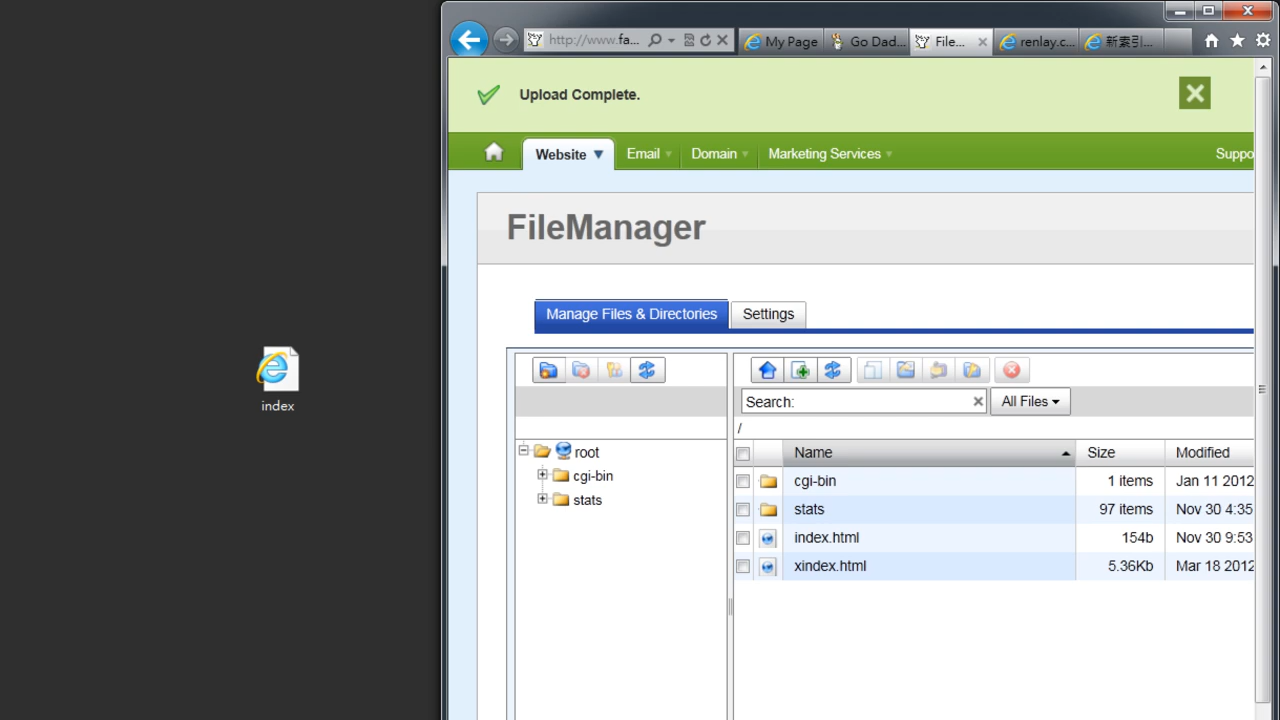 http://www.fa...
My Page
Go Dad...
File...
renlay.c...
新索引...
Upload Complete.
Website
Email
Domain
Marketing Services
Suppo
FileManager
Manage Files & Directories
Settings
Search:
All Files
/
root
cgi-bin
stats
Name Size Modified
cgi-bin 1 items Jan 11 2012
stats 97 items Nov 30 4:35
index.html 154b Nov 30 9:53
xindex.html 5.36Kb Mar 18 2012
index